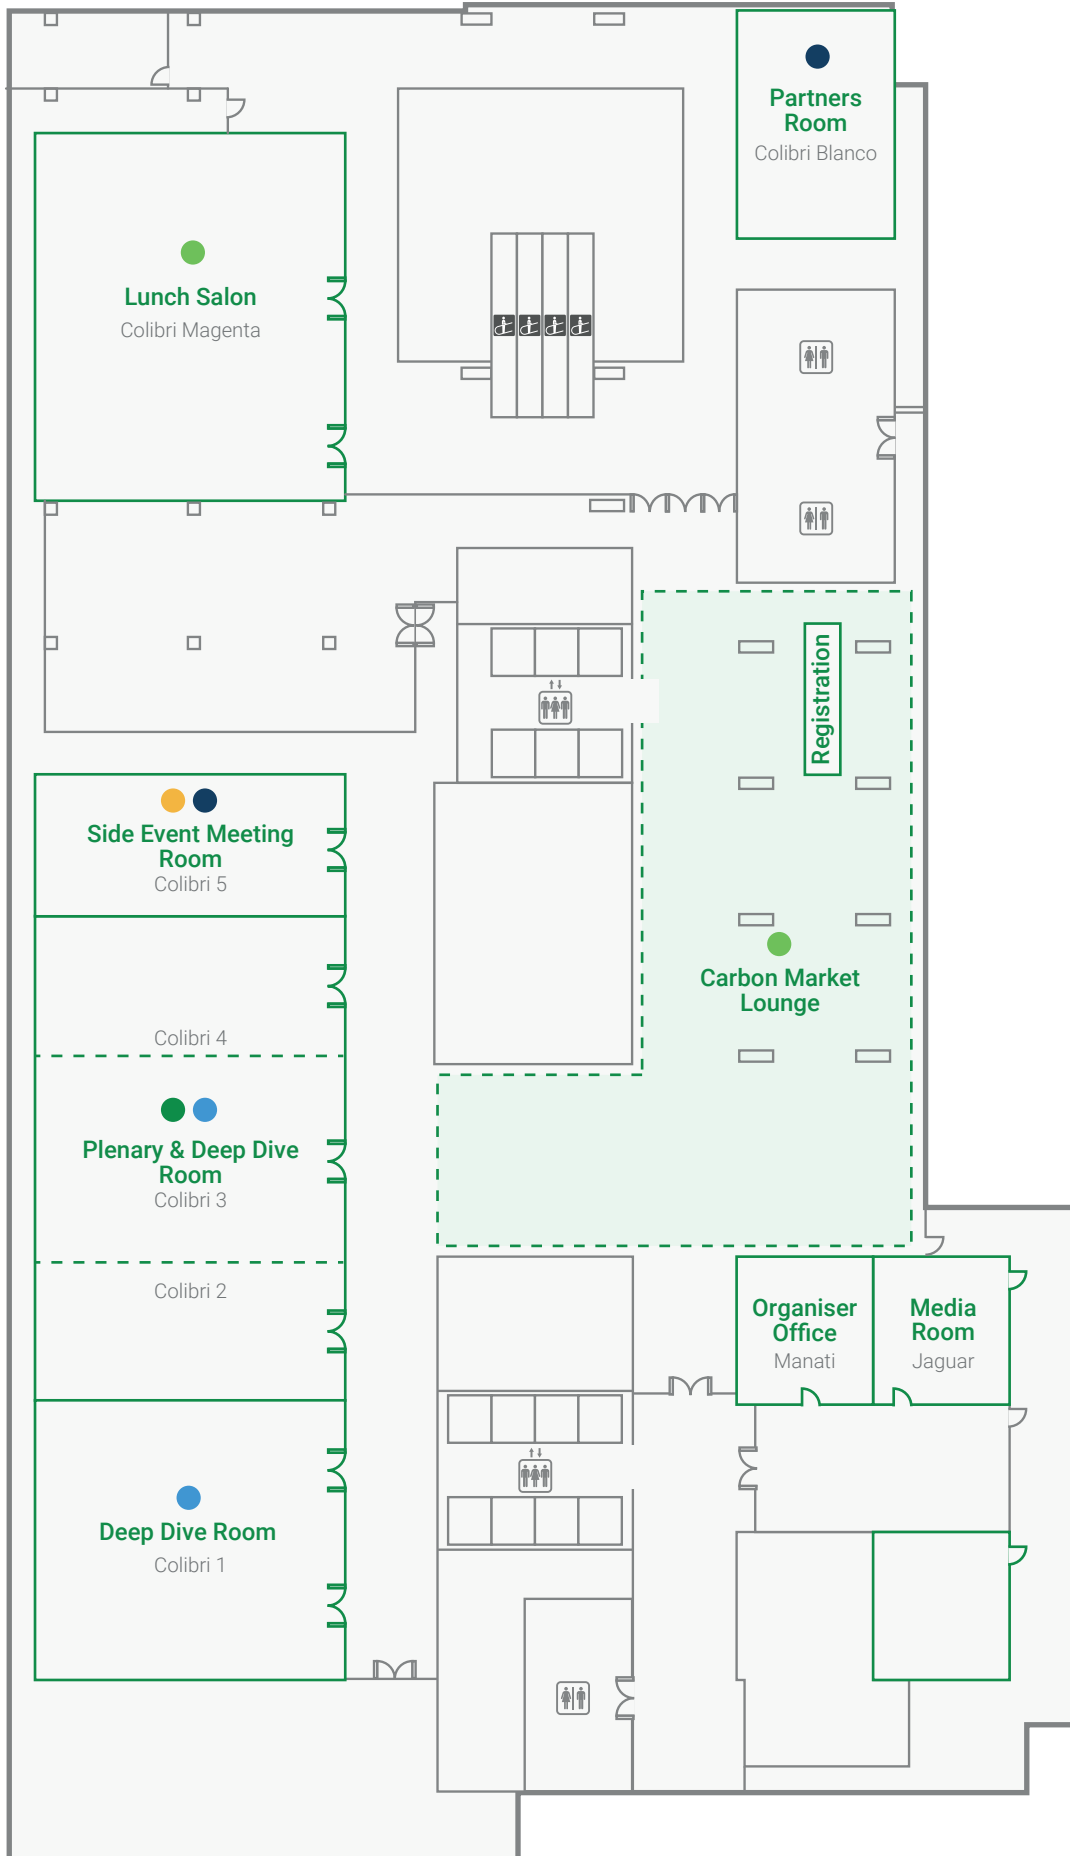 Partners
Room
Colibri Blanco
Lunch Salon
Colibri Magenta
Registration
Side Event Meeting
Room
Colibri 5
Carbon Market
Lounge
Colibri 4
Plenary & Deep Dive
Room
Colibri 3
Colibri 2
Organiser
Office
Manati
Media
Room
Jaguar
Deep Dive Room
Colibri 1